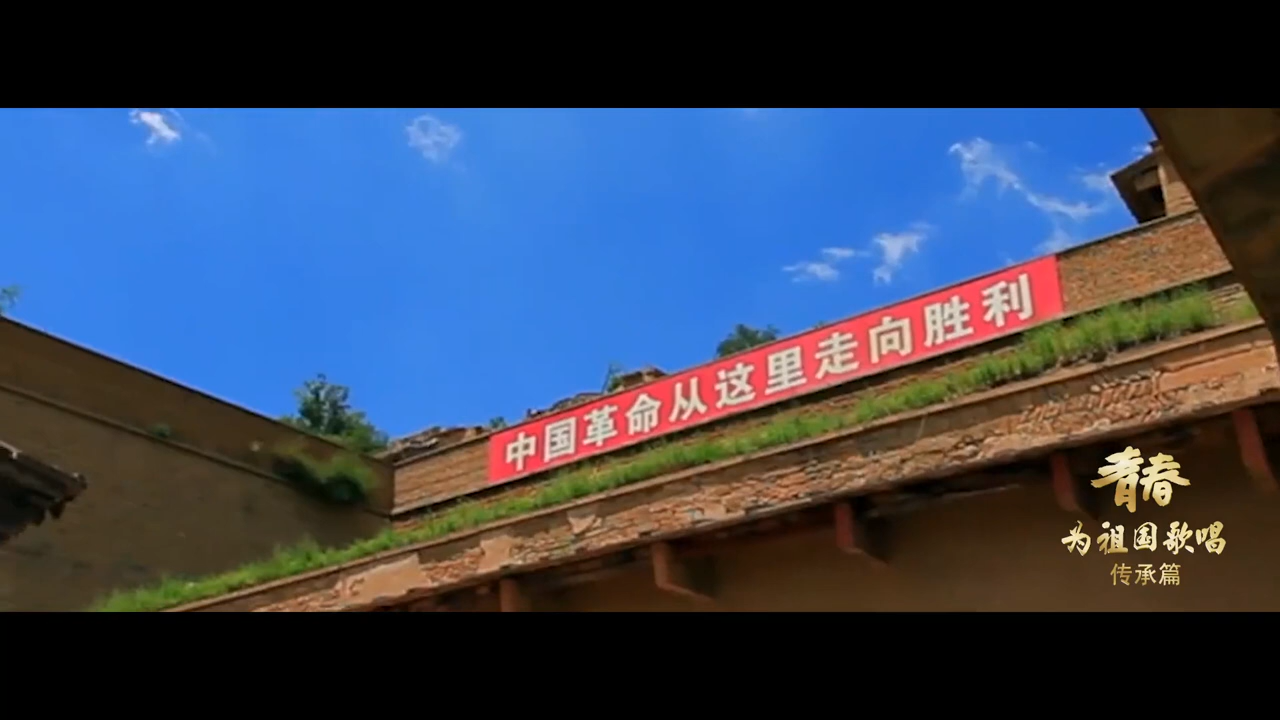 中国革命从这里走向胜利
青春
为祖国歌唱
传承篇